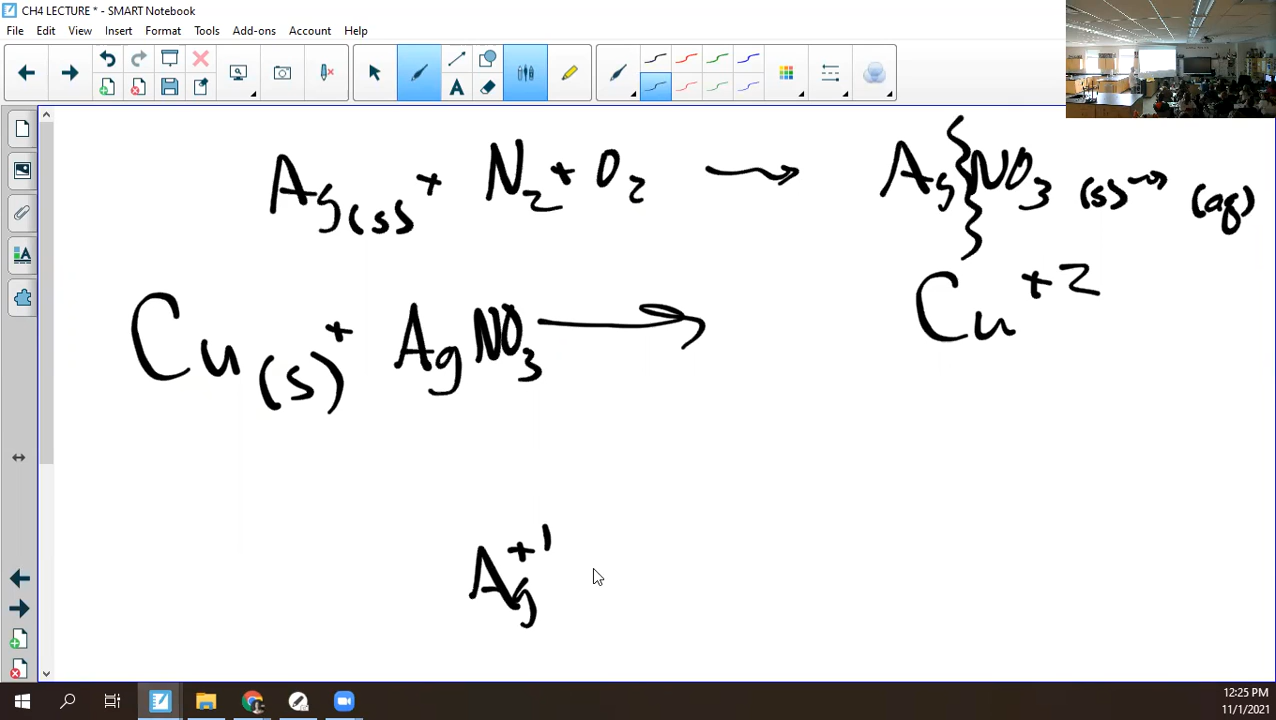 CH4 LECTURE * - SMART Notebook
File Edit View Insert Format Tools Add-ons Account Help
Ag(s) + N2 + O2 → AgNO3 (s) → (aq)
Cu+2
Cu(s) + AgNO3 →
Ag+1
12:25 PM
11/1/2021